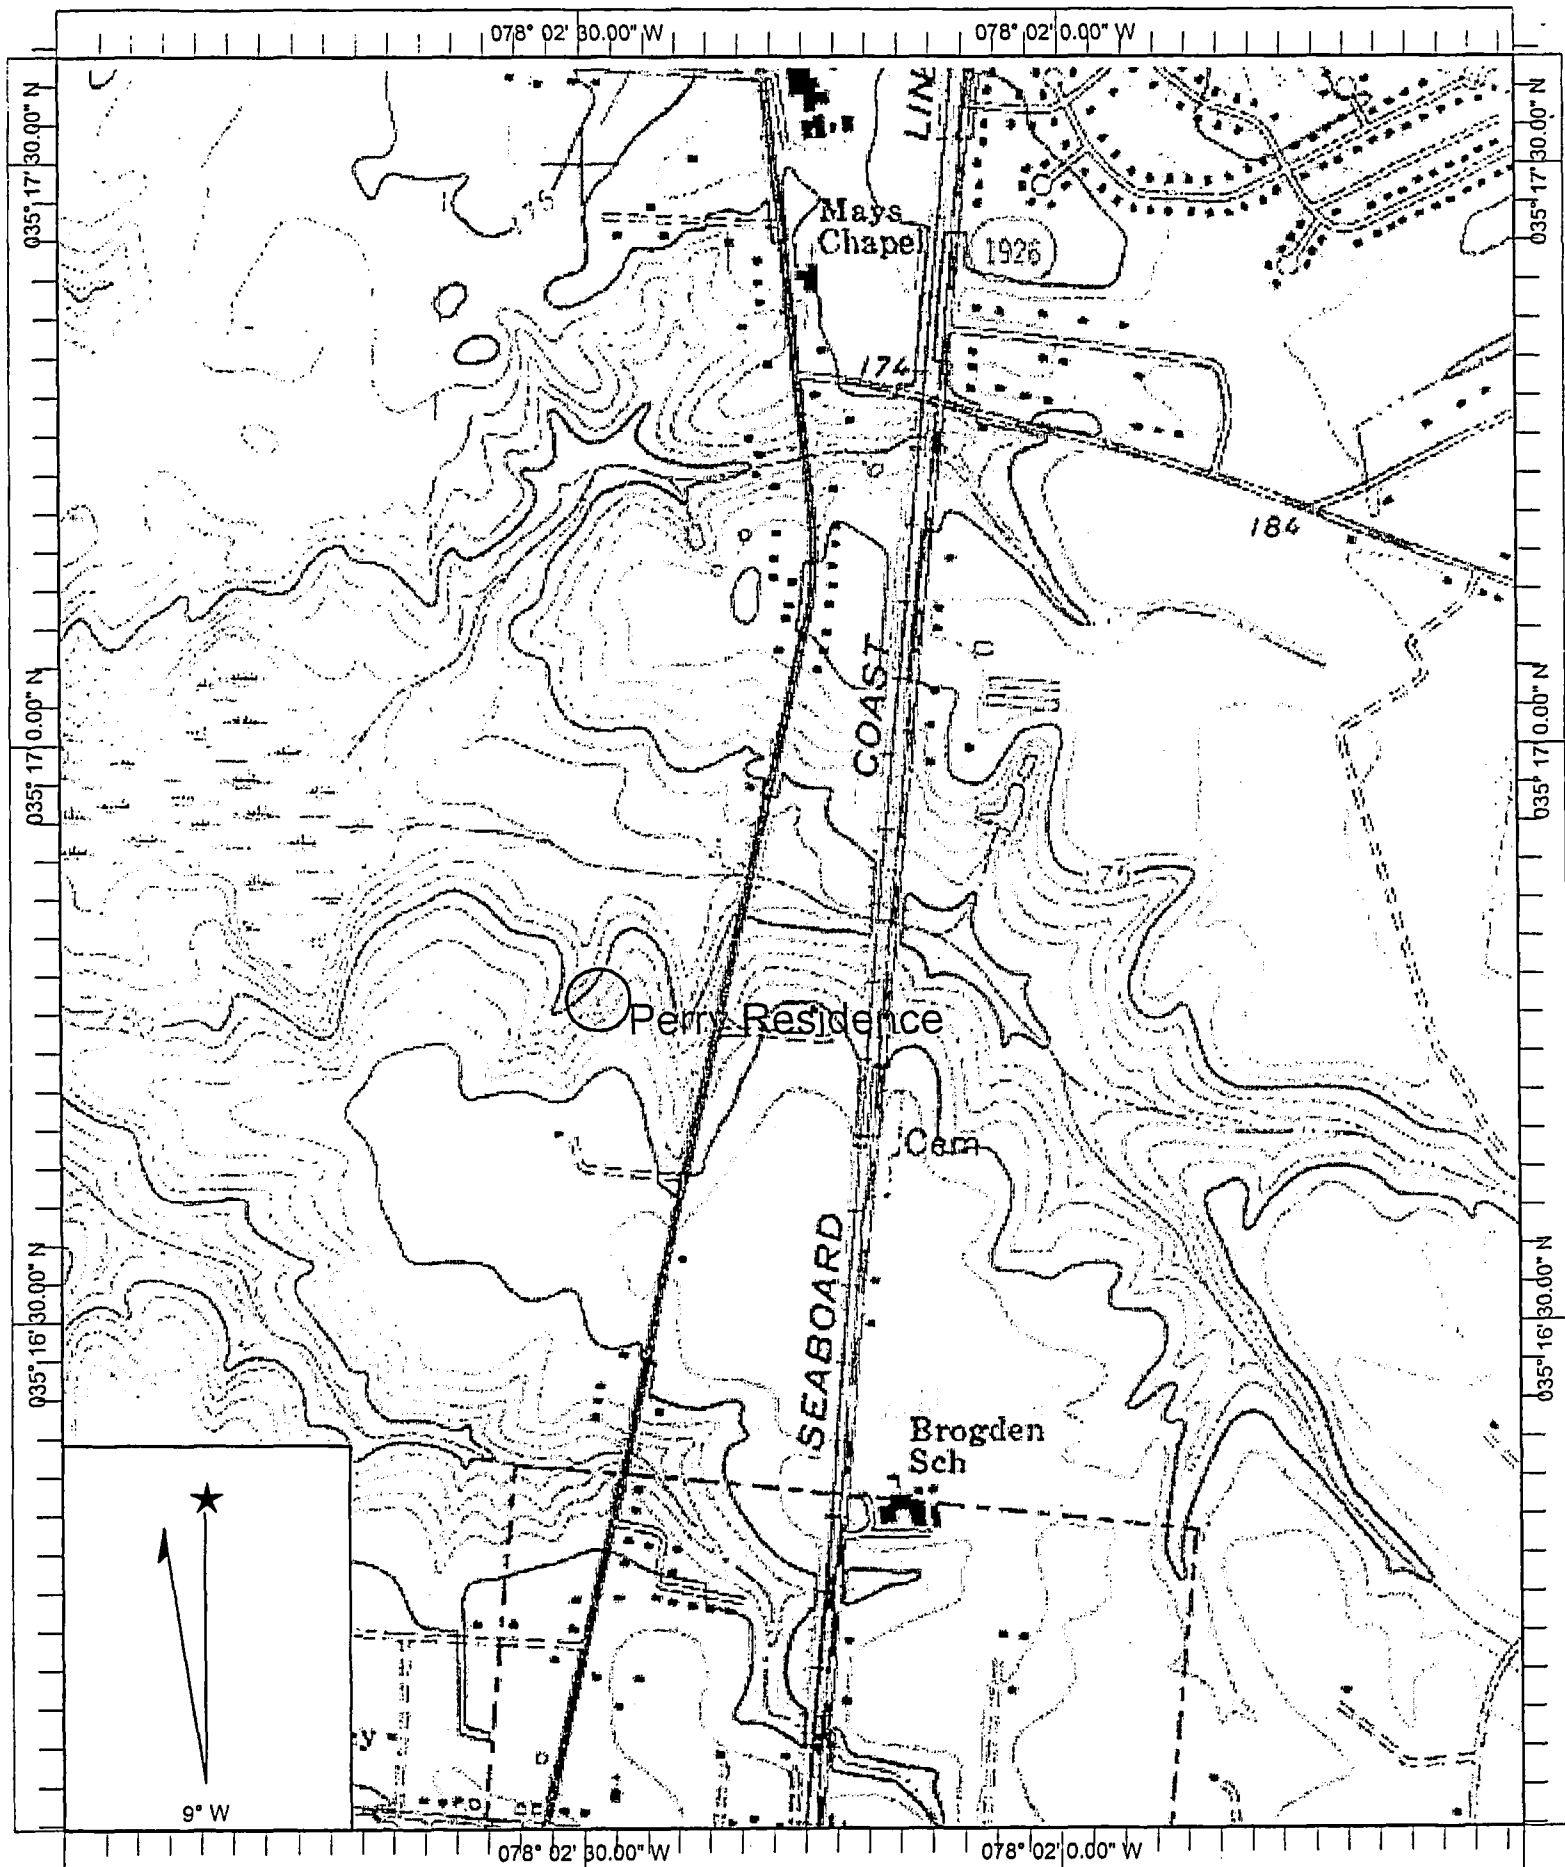 078° 02' 30.00" W
078° 02' 0.00" W
035° 17' 30.00" N
035° 17' 30.00" N
LIN
Mays
Chapel
1926
174
184
COAST
035° 17' 0.00" N
035° 17' 0.00" N
Perry Residence
Cem
SEABOARD
035° 16' 30.00" N
035° 16' 30.00" N
Brogden
Sch
y
9° W
078° 02' 30.00" W
078° 02' 0.00" W